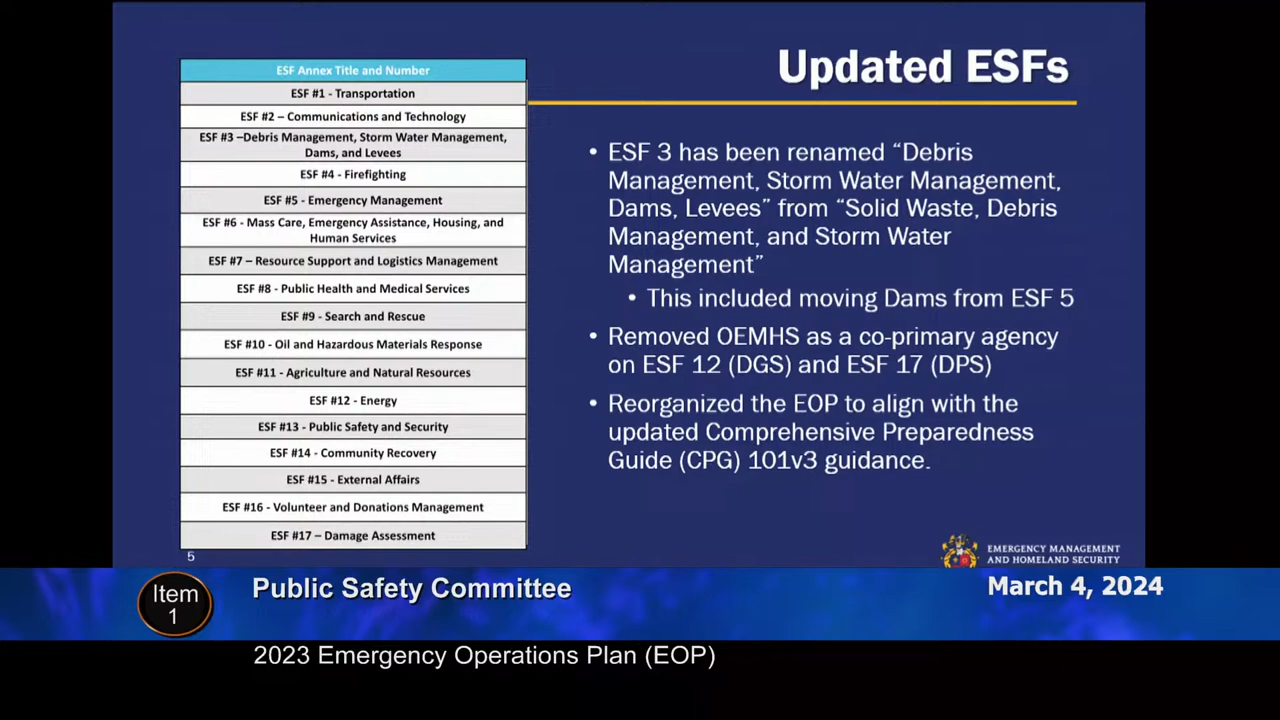 Updated ESFs
ESF Annex Title and Number
ESF #1 - Transportation
ESF #2 – Communications and Technology
ESF #3 –Debris Management, Storm Water Management,
Dams, and Levees
ESF #4 - Firefighting
ESF #5 - Emergency Management
ESF #6 - Mass Care, Emergency Assistance, Housing, and
Human Services
ESF #7 – Resource Support and Logistics Management
ESF #8 - Public Health and Medical Services
ESF #9 - Search and Rescue
ESF #10 - Oil and Hazardous Materials Response
ESF #11 - Agriculture and Natural Resources
ESF #12 - Energy
ESF #13 - Public Safety and Security
ESF #14 - Community Recovery
ESF #15 - External Affairs
ESF #16 - Volunteer and Donations Management
ESF #17 – Damage Assessment
• ESF 3 has been renamed “Debris
Management, Storm Water Management,
Dams, Levees” from “Solid Waste, Debris
Management, and Storm Water
Management”
• This included moving Dams from ESF 5
• Removed OEMHS as a co-primary agency
on ESF 12 (DGS) and ESF 17 (DPS)
• Reorganized the EOP to align with the
updated Comprehensive Preparedness
Guide (CPG) 101v3 guidance.
5
EMERGENCY MANAGEMENT
AND HOMELAND SECURITY
Item
1
Public Safety Committee
March 4, 2024
2023 Emergency Operations Plan (EOP)